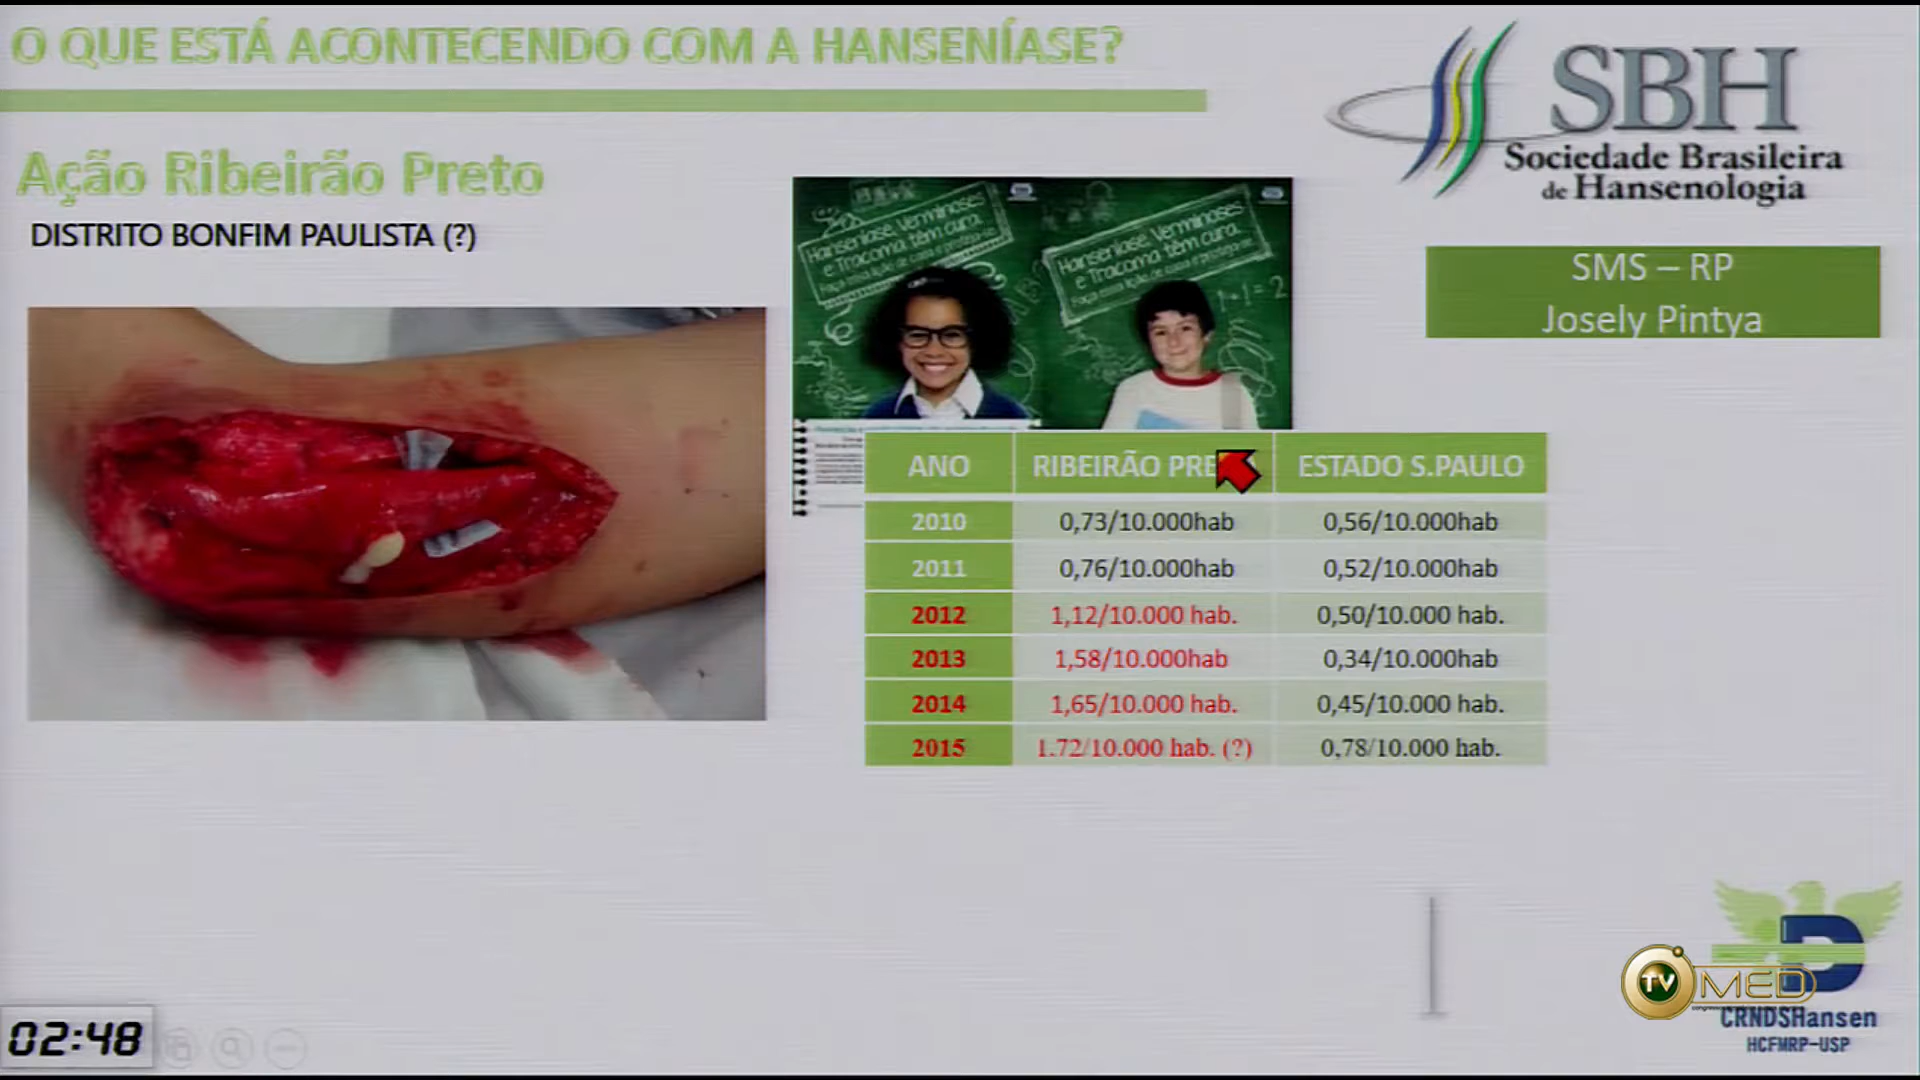 O QUE ESTÁ ACONTECENDO COM A HANSENÍASE?
SBH
Sociedade Brasileira
de Hansenologia
Ação Ribeirão Preto
DISTRITO BONFIM PAULISTA (?)
SMS – RP
Josely Pintya
Hanseníase, Verminoses
e Tracoma têm cura.
Hanseníase, Verminoses
e Tracoma têm cura.
1+1=2
ANO RIBEIRÃO PRE ESTADO S.PAULO
2010 0,73/10.000hab 0,56/10.000hab
2011 0,76/10.000hab 0,52/10.000hab
2012 1,12/10.000 hab. 0,50/10.000 hab.
2013 1,58/10.000hab 0,34/10.000hab
2014 1,65/10.000 hab. 0,45/10.000 hab.
2015 1.72/10.000 hab. (?) 0,78/10.000 hab.
TV MED
CRNDSHansen
HCFMRP-USP
02:48